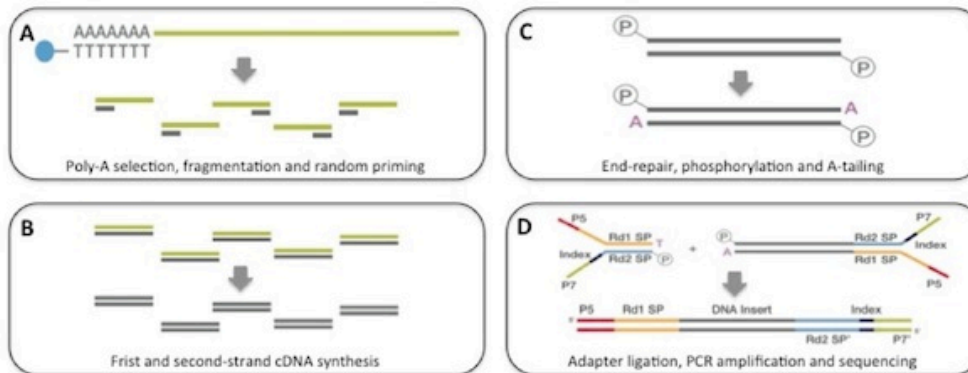 A
AAAAAAA
TTTTTTT
Poly-A selection, fragmentation and random priming
B
Frist and second-strand cDNA synthesis
C
P
P
P
A
A
P
End-repair, phosphorylation and A-tailing
D
P5
Rd1 SP T
Index Rd2 SP P
P7
+
P
A
P7
Rd2 SP Index
Rd1 SP
P5
P5 Rd1 SP DNA Insert Index
5'
5'
Rd2 SP' P7'
Adapter ligation, PCR amplification and sequencing